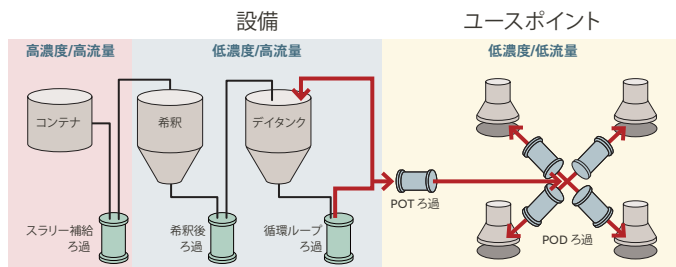 設備
ユースポイント
高濃度/高流量
低濃度/高流量
低濃度/低流量
コンテナ
希釈
デイタンク
POT ろ過
スラリー補給
ろ過
希釈後
ろ過
循環ループ
ろ過
POD ろ過